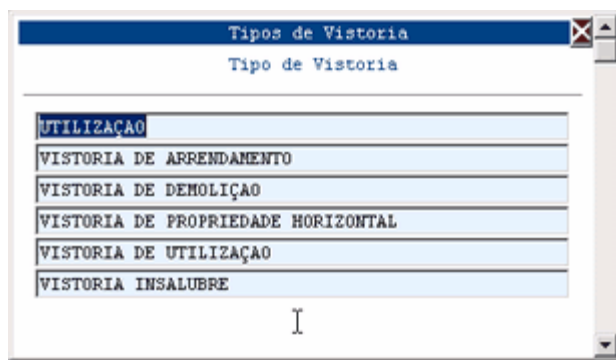 Tipos de Vistoria
Tipo de Vistoria
UTILIZAÇAO
VISTORIA DE ARRENDAMENTO
VISTORIA DE DEMOLIÇAO
VISTORIA DE PROPRIEDADE HORIZONTAL
VISTORIA DE UTILIZAÇAO
VISTORIA INSALUBRE